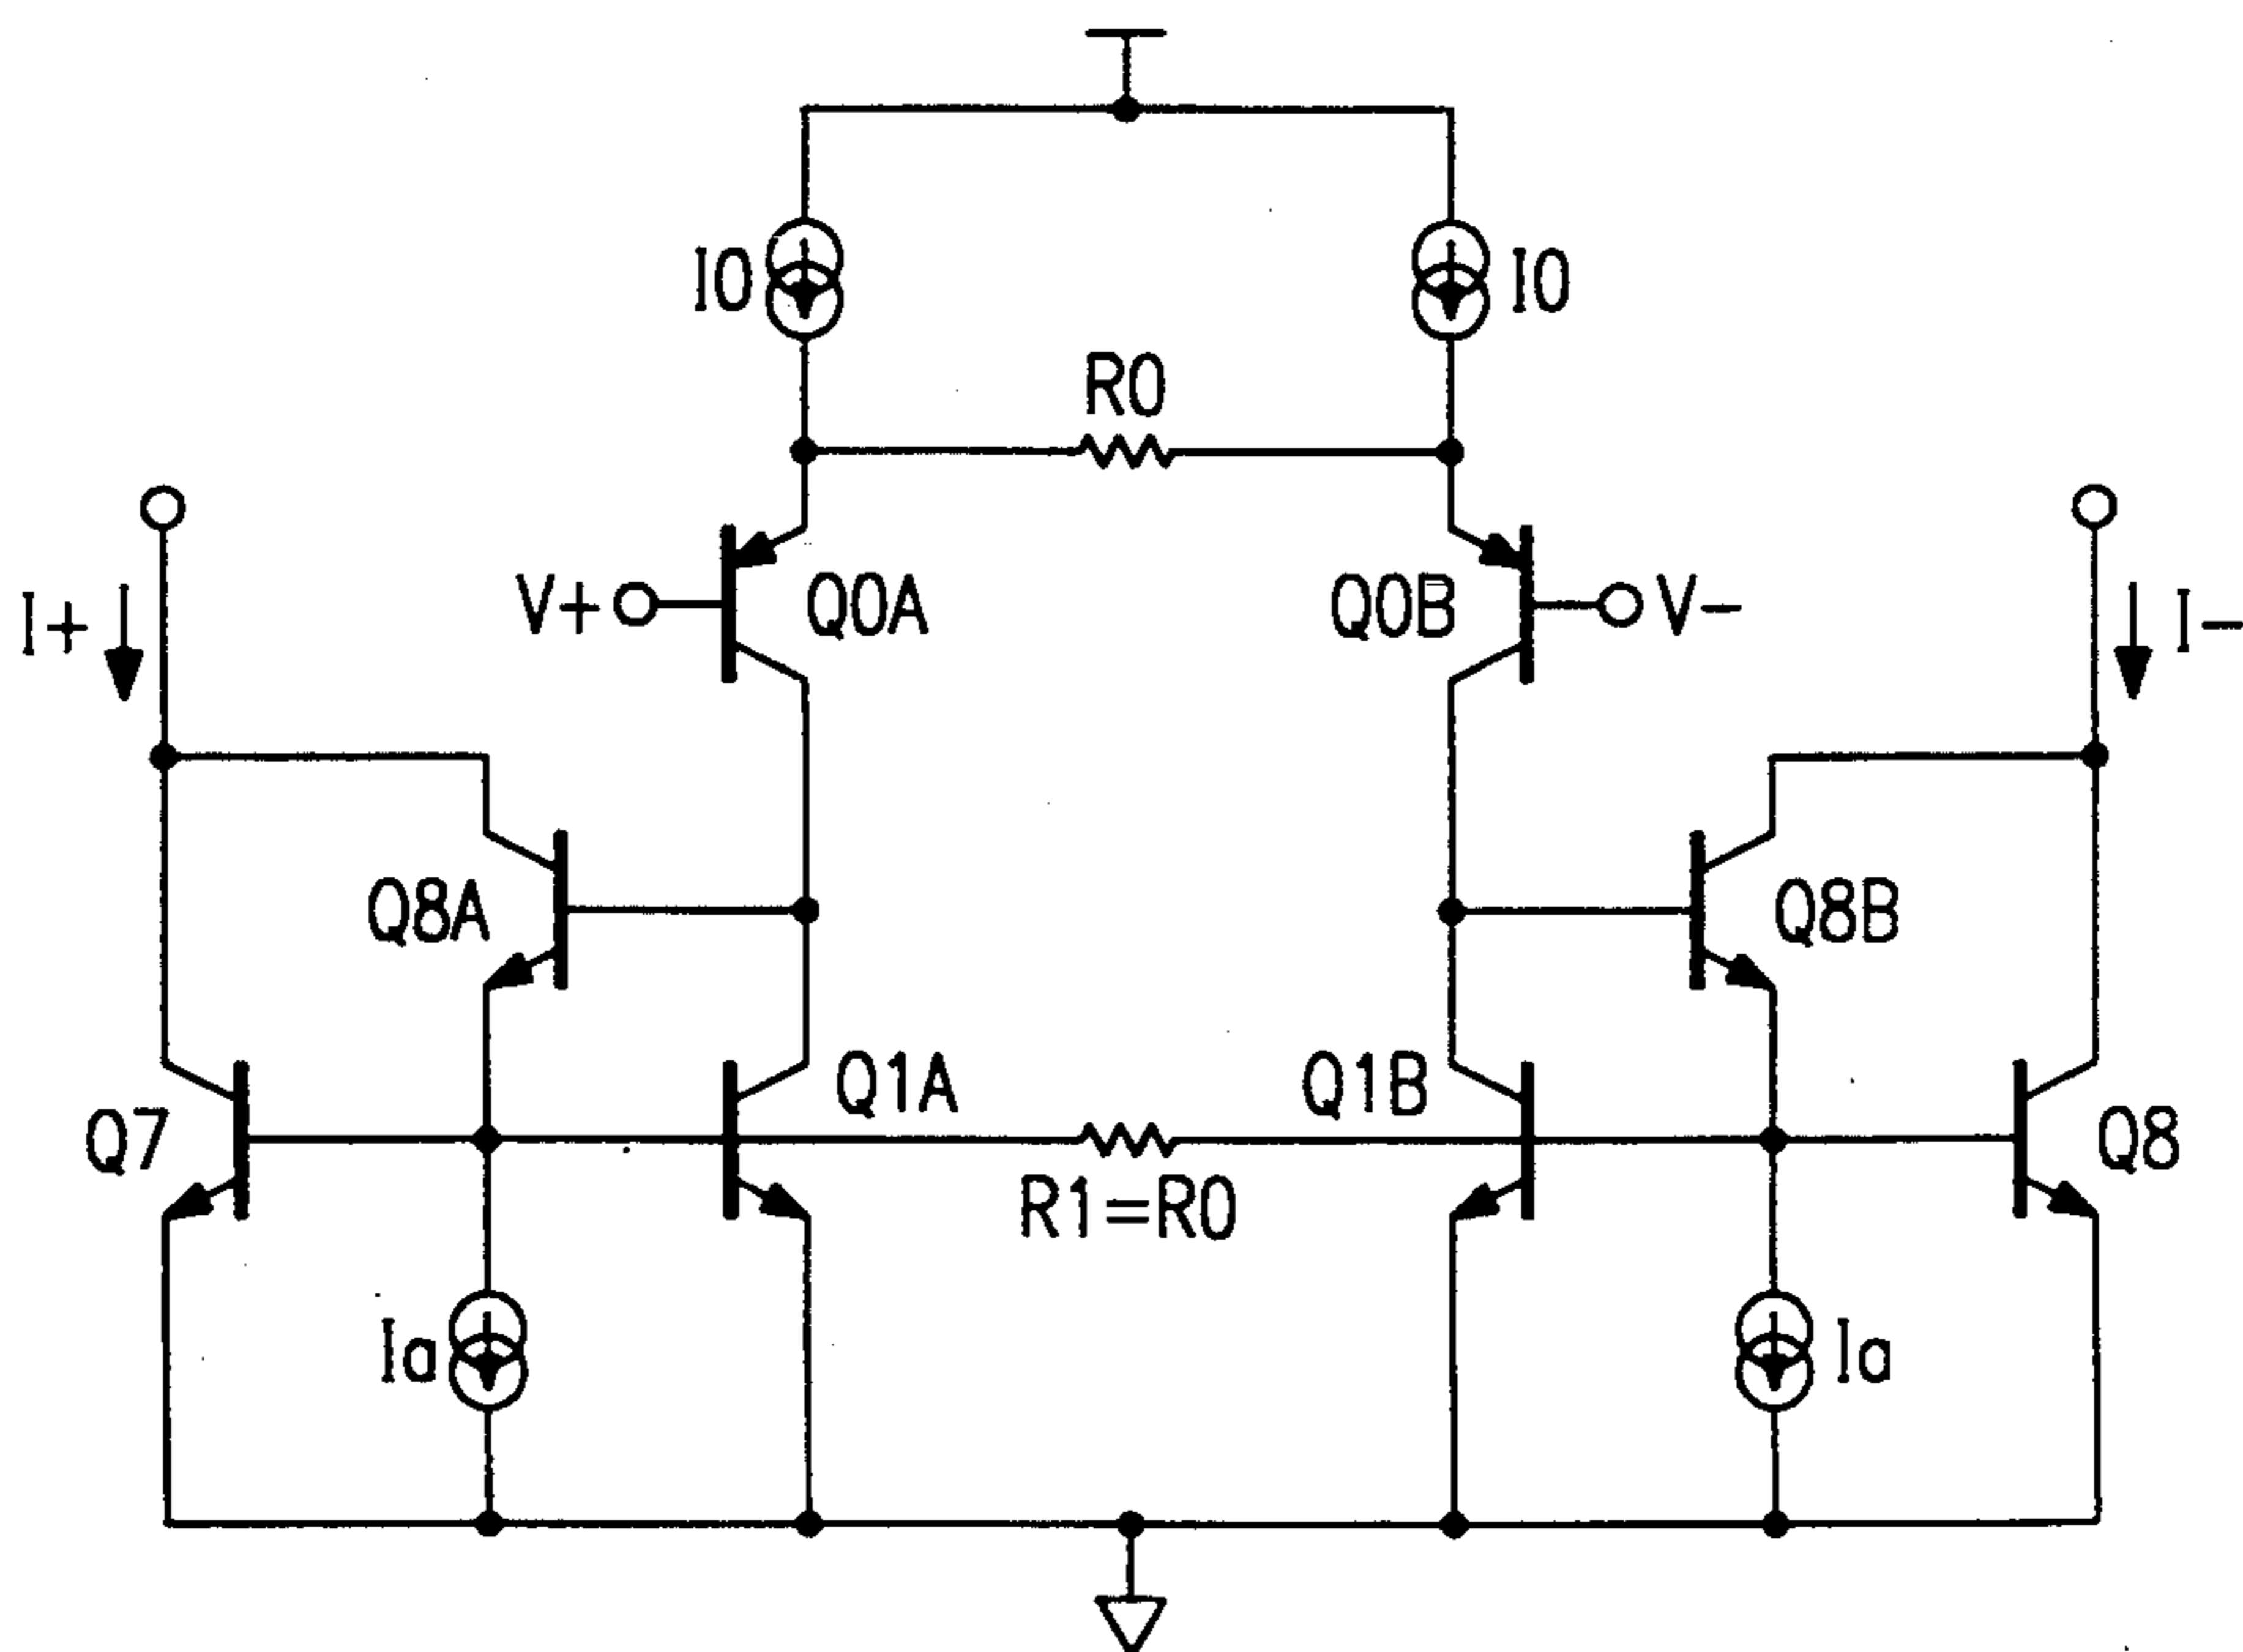 I0
I0
R0
V+
Q0A
Q0B
V-
I+
I-
Q8A
Q8B
Q7
Q1A
Q1B
Q8
R1=R0
Ia
Ia